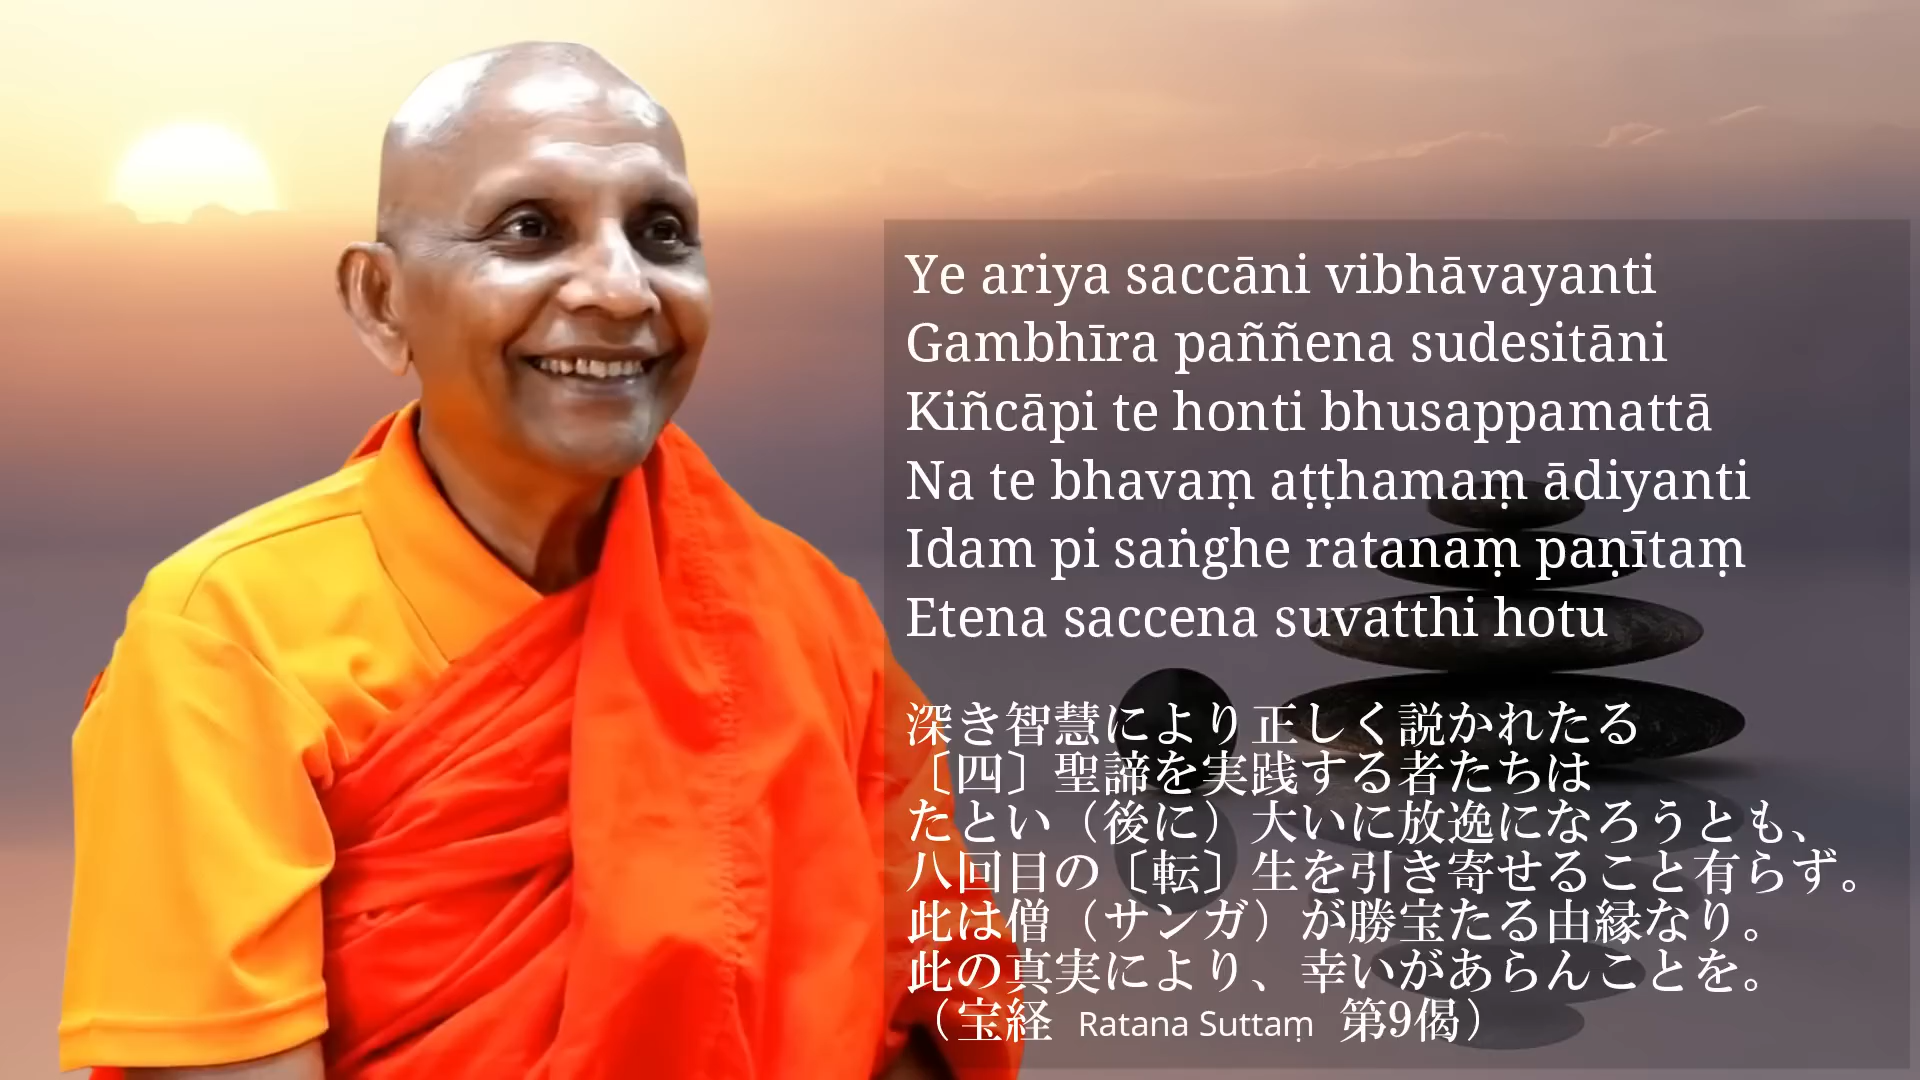 Ye ariya saccāni vibhāvayanti
Gambhīra paññena sudesitāni
Kiñcāpi te honti bhusappamattā
Na te bhavaṃ aṭṭhamaṃ ādiyanti
Idam pi saṅghe ratanaṃ paṇītaṃ
Etena saccena suvatthi hotu
深き智慧により正しく説かれたる
〔四〕聖諦を実践する者たちは
たとい（後に）大いに放逸になろうとも、
八回目の〔転〕生を引き寄せること有らず。
此は僧（サンガ）が勝宝たる由縁なり。
此の真実により、幸いがあらんことを。
（宝経 Ratana Suttaṃ 第9偈）